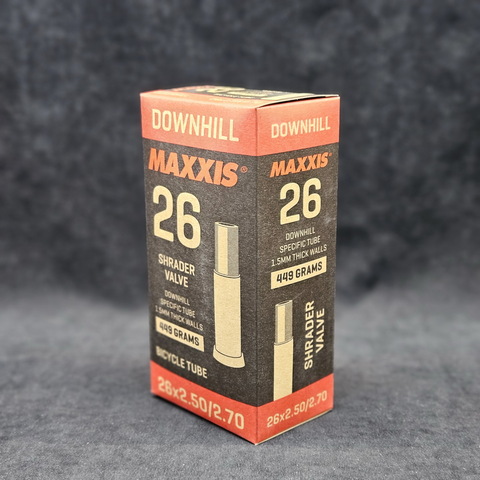 DOWNHILL
MAXXIS®
26
SHRADER
VALVE
DOWNHILL
SPECIFIC TUBE
1.5MM THICK WALLS
449 GRAMS
BICYCLE TUBE
26x2.50/2.70
DOWNHILL
MAXXIS®
26
DOWNHILL
SPECIFIC TUBE
1.5MM THICK WALLS
449 GRAMS
SHRADER
VALVE
26x2.50/2.70